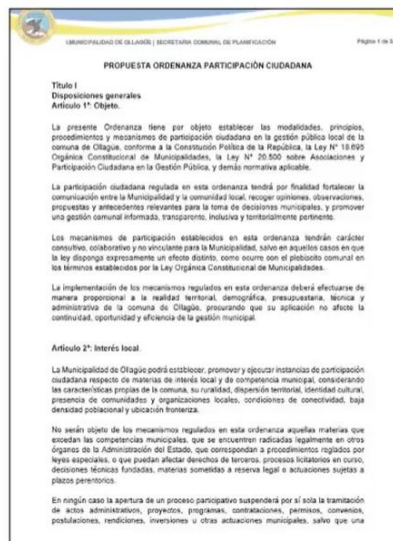 I.MUNICIPALIDAD DE OLLAGÜE | SECRETARÍA COMUNAL DE PLANIFICACIÓN
Página 1 de
PROPUESTA ORDENANZA PARTICIPACIÓN CIUDADANA
Título I
Disposiciones generales
Artículo 1°: Objeto.
La presente Ordenanza tiene por objeto establecer las modalidades, principios,
procedimientos y mecanismos de participación ciudadana en la gestión pública local de la
comuna de Ollagüe, conforme a la Constitución Política de la República, la Ley N° 18.695
Orgánica Constitucional de Municipalidades, la Ley N° 20.500 sobre Asociaciones y
Participación Ciudadana en la Gestión Pública, y demás normativa aplicable.
La participación ciudadana regulada en esta ordenanza tendrá por finalidad fortalecer la
comunicación entre la Municipalidad y la comunidad local, recoger opiniones, observaciones,
propuestas y antecedentes relevantes para la toma de decisiones municipales, y promover
una gestión comunal informada, transparente, inclusiva y territorialmente pertinente.
Los mecanismos de participación establecidos en esta ordenanza tendrán carácter
consultivo, colaborativo y no vinculante para la Municipalidad, salvo en aquellos casos en que
la ley disponga expresamente un efecto distinto, como ocurre con el plebiscito comunal en
los términos establecidos por la Ley Orgánica Constitucional de Municipalidades.
La implementación de los mecanismos regulados en esta ordenanza deberá efectuarse de
manera proporcional a la realidad territorial, demográfica, presupuestaria, técnica y
administrativa de la comuna de Ollagüe, procurando que su aplicación no afecte la
continuidad, oportunidad y eficiencia de la gestión municipal.
Artículo 2°: Interés local.
La Municipalidad de Ollagüe podrá establecer, promover y ejecutar instancias de participación
ciudadana respecto de materias de interés local y de competencia municipal, considerando
las características propias de la comuna, su ruralidad, dispersión territorial, identidad cultural,
presencia de comunidades y organizaciones locales, condiciones de conectividad, baja
densidad poblacional y ubicación fronteriza.
No serán objeto de los mecanismos regulados en esta ordenanza aquellas materias que
excedan las competencias municipales, que se encuentren radicadas legalmente en otros
órganos de la Administración del Estado, que correspondan a procedimientos reglados por
leyes especiales, o que puedan afectar derechos de terceros, procesos licitatorios en curso,
decisiones técnicas fundadas, materias sometidas a reserva legal o actuaciones sujetas a
plazos perentorios.
En ningún caso la apertura de un proceso participativo suspenderá por sí sola la tramitación
de actos administrativos, proyectos, programas, contrataciones, permisos, convenios,
postulaciones, rendiciones, inversiones u otras actuaciones municipales, salvo que una